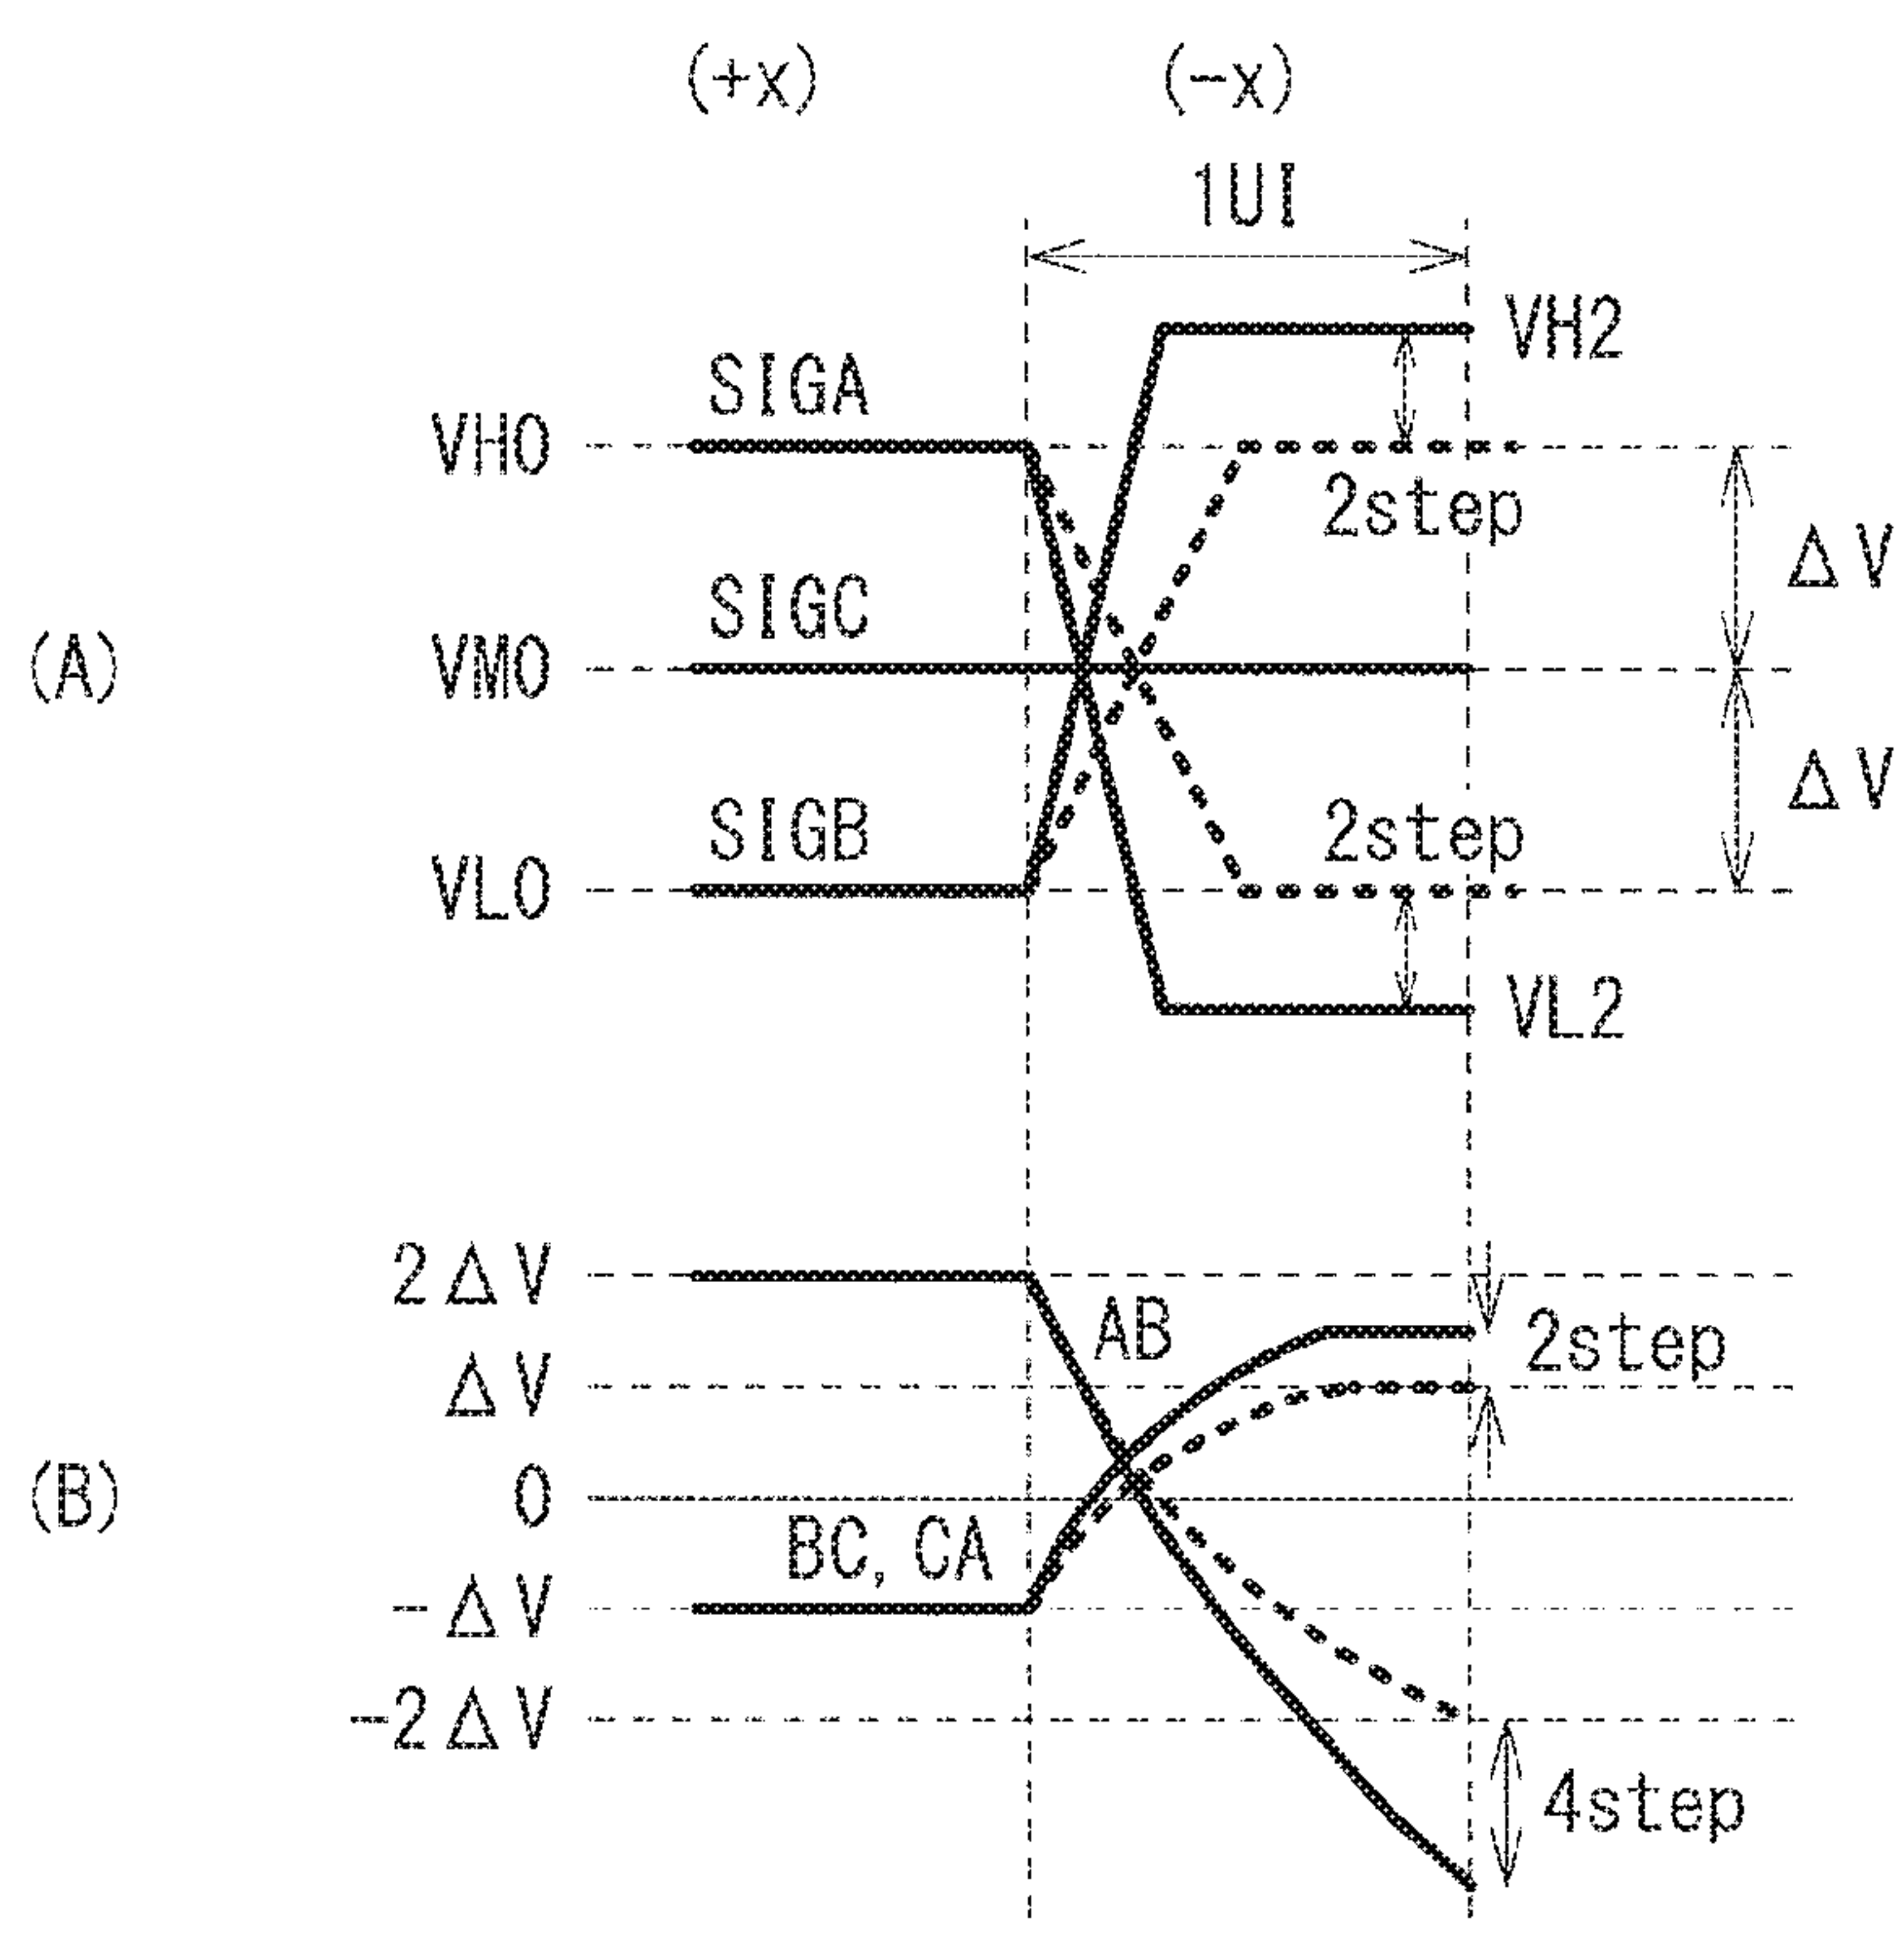 (+x) (-x)
1UI
VH2
SIGA
VH0
2step
ΔV
SIGC
(A) VM0
ΔV
SIGB 2step
VL0
VL2
2ΔV
AB
2step
ΔV
(B) 0
BC, CA
-ΔV
-2ΔV
4step